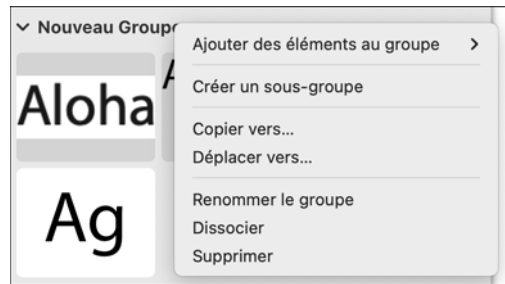 Nouveau Group
Ajouter des éléments au groupe
Créer un sous-groupe
Copier vers...
Déplacer vers...
Renommer le groupe
Dissocier
Supprimer
Aloha
A
Ag